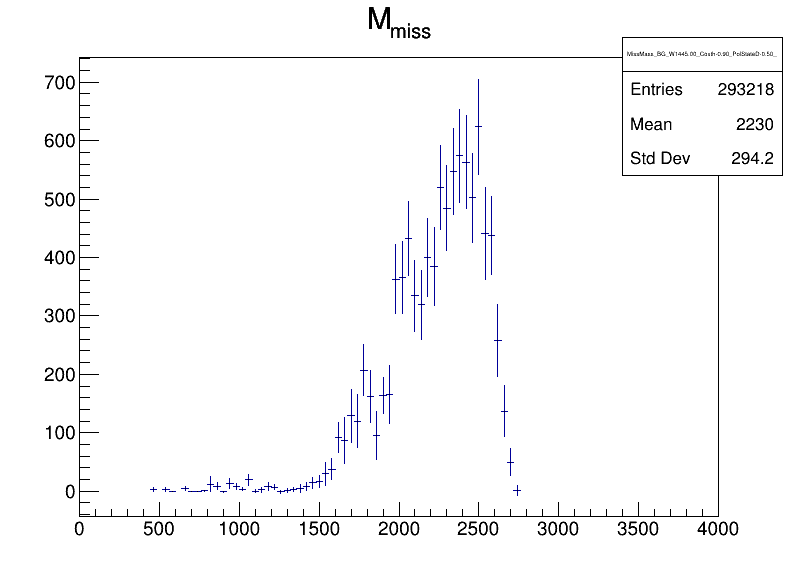 M_miss
MissMass_BG_W1445.00_Costh-0.90_PolStateD-0.50_
Entries 293218
Mean 2230
Std Dev 294.2
700
600
500
400
300
200
100
0
0 500 1000 1500 2000 2500 3000 3500 4000